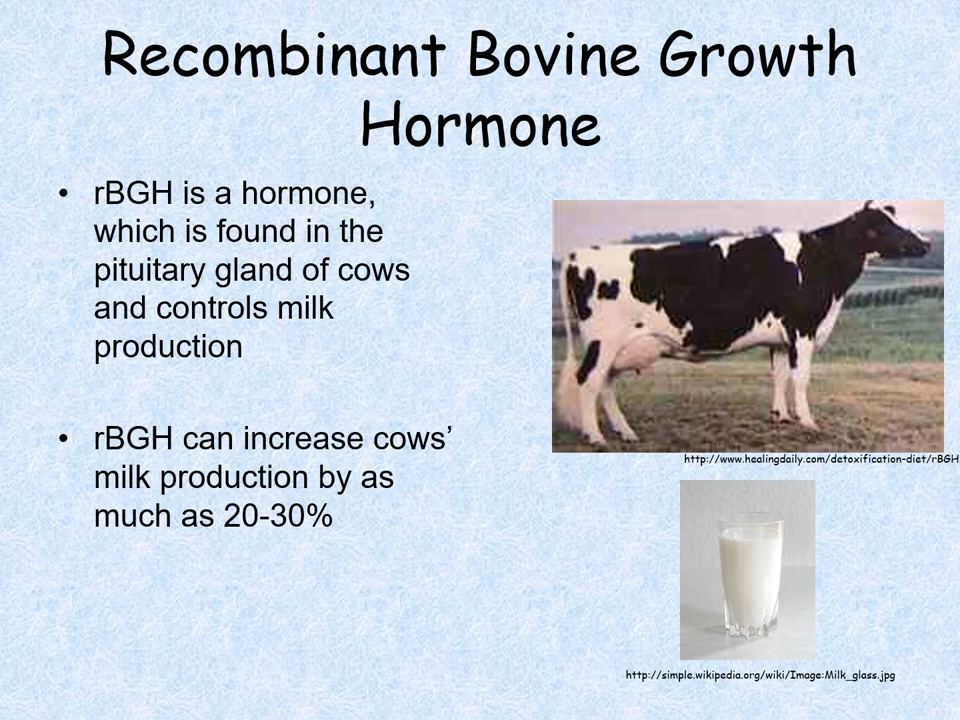 Recombinant Bovine Growth
Hormone
• rBGH is a hormone,
which is found in the
pituitary gland of cows
and controls milk
production
• rBGH can increase cows’
milk production by as
much as 20-30%
http://www.healingdaily.com/detoxification-diet/rBGH
http://simple.wikipedia.org/wiki/Image:Milk_glass.jpg